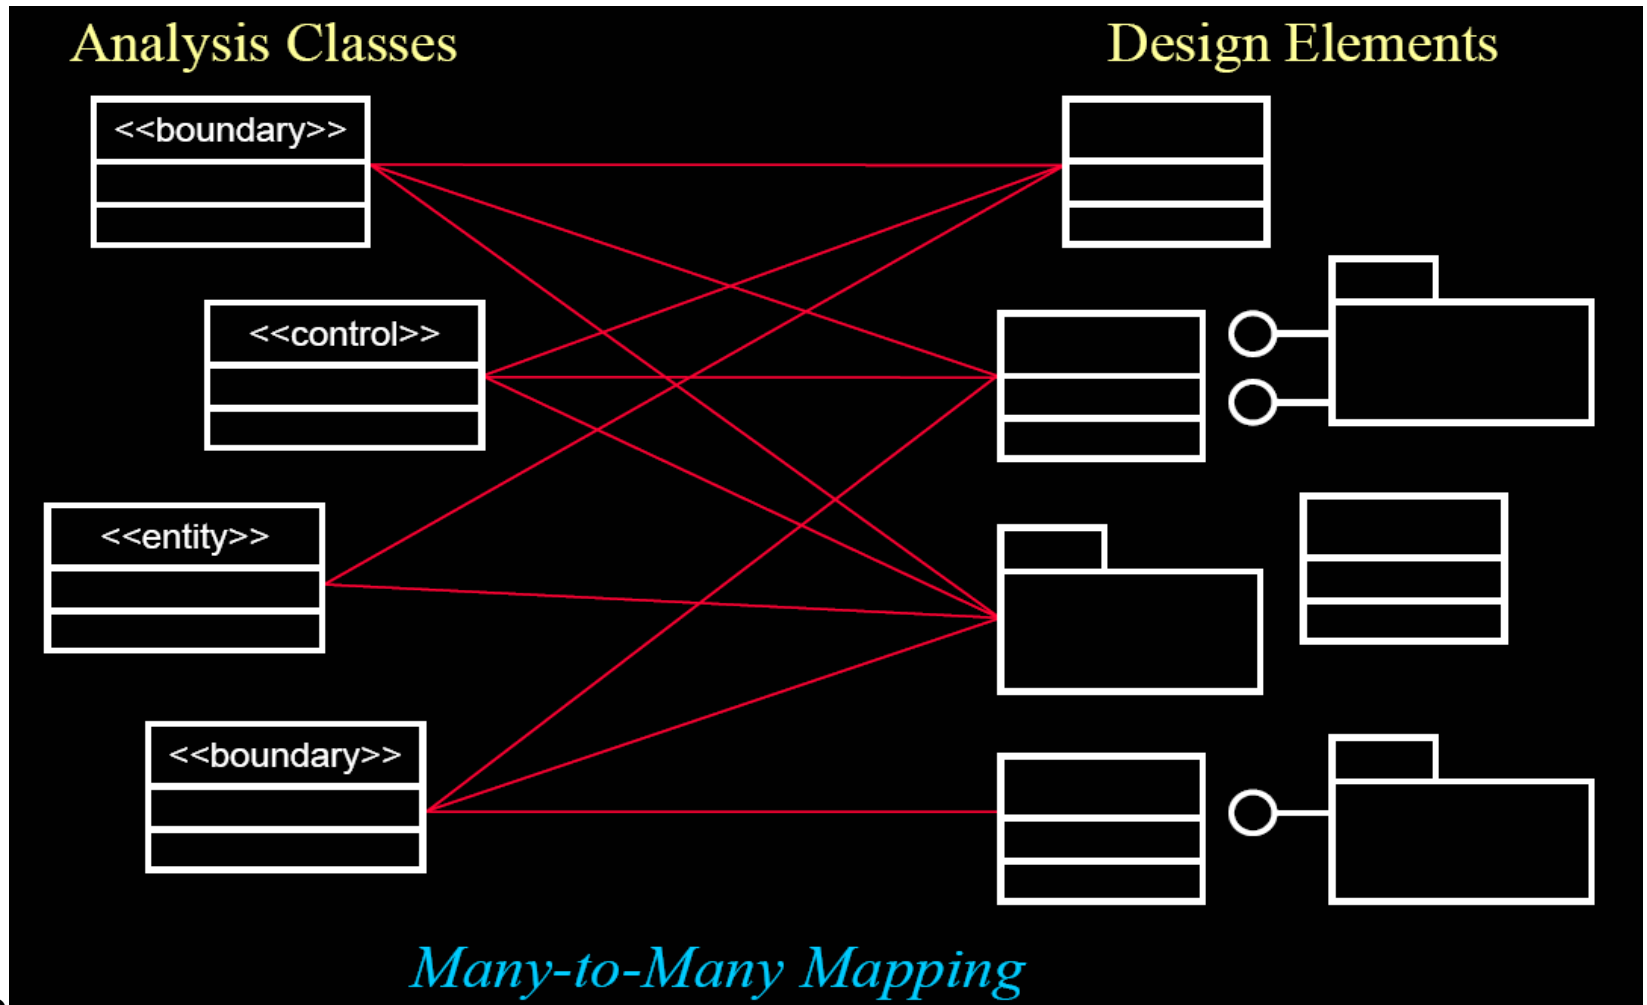 Analysis Classes
Design Elements
<<boundary>>
<<control>>
<<entity>>
<<boundary>>
Many-to-Many Mapping